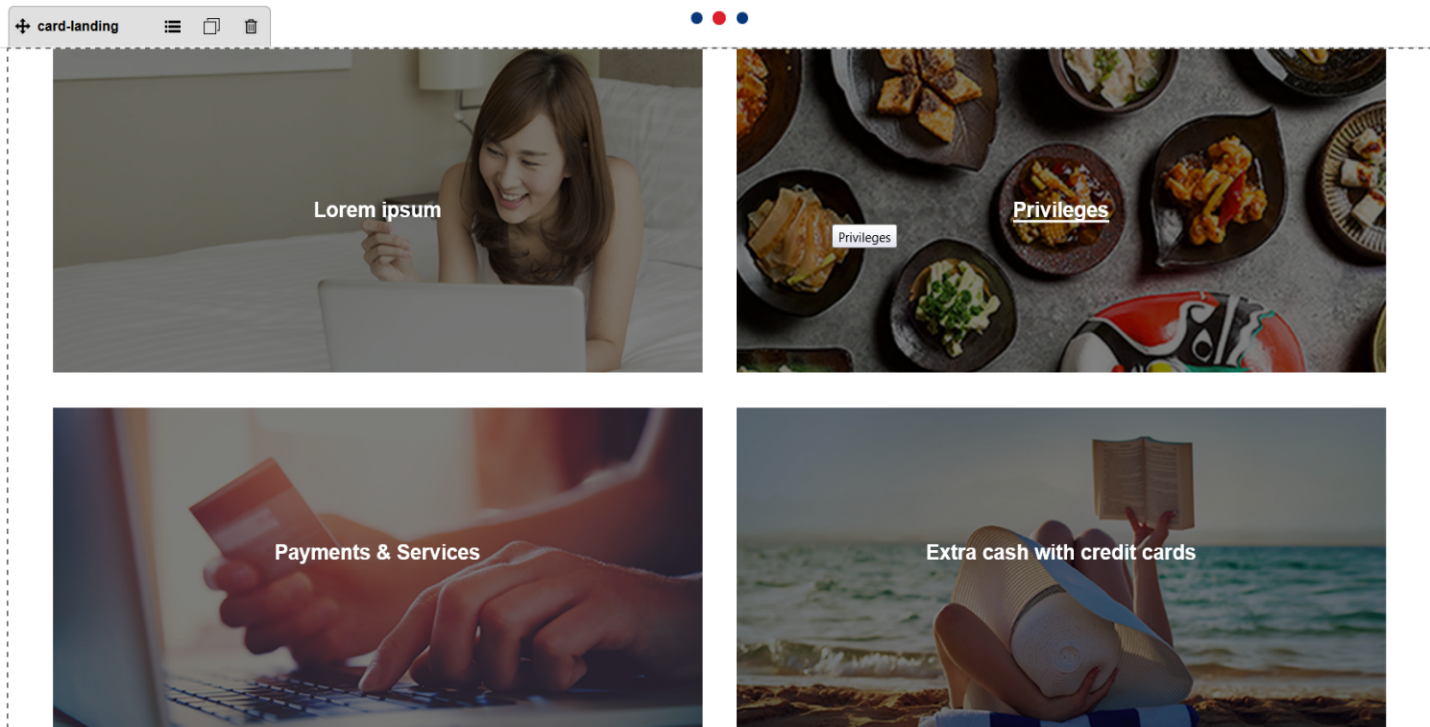 card-landing
Lorem ipsum
Privileges
Privileges
Payments & Services
Extra cash with credit cards